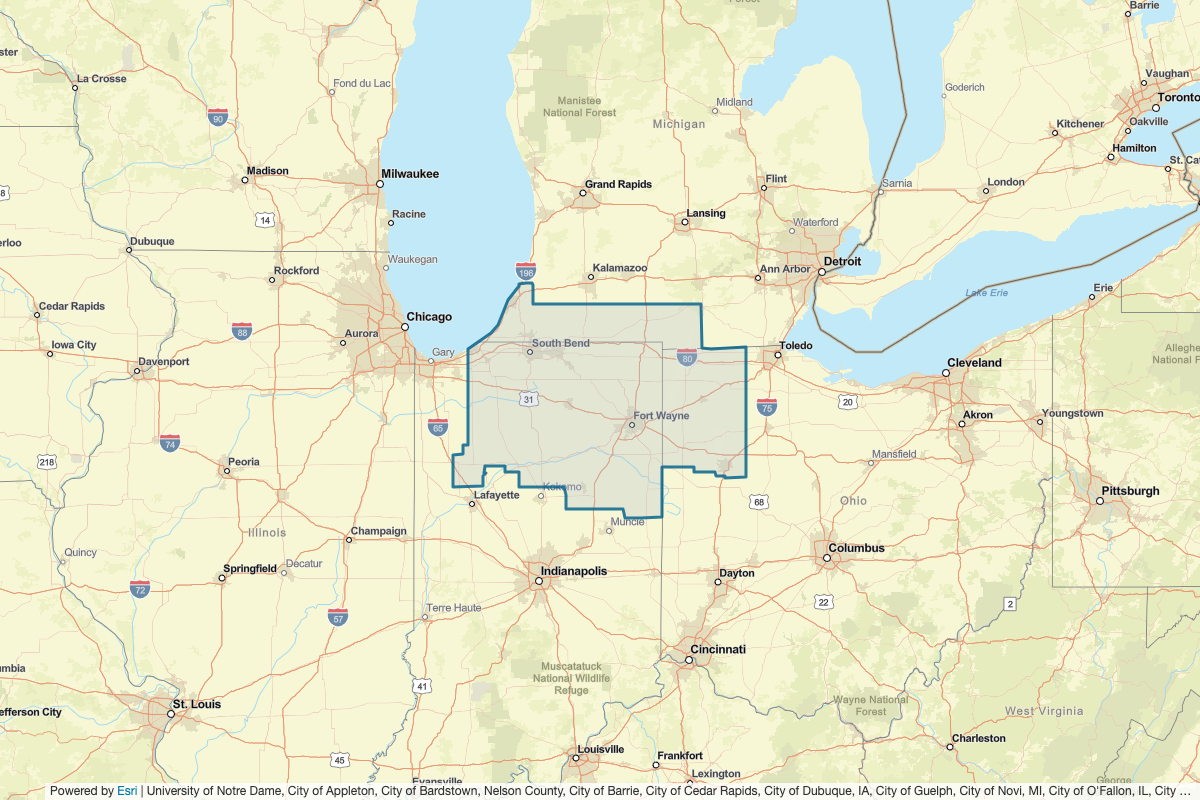 Barrie
ster
La Crosse
Vaughan
Fond du Lac
Midland
Goderich
Toronto
Manistee
National Forest
90
Michigan
Oakville
Kitchener
Hamilton
St. Cat
Madison
Milwaukee
Grand Rapids
Flint
Sarnia
London
8
14
Racine
Lansing
Waterford
erloo
Dubuque
Waukegan
Rockford
196
Kalamazoo
Ann Arbor
Detroit
Lake Erie
Erie
Cedar Rapids
Chicago
88
Aurora
Iowa City
Gary
South Bend
80
Toledo
Alleghe
National F
Davenport
Cleveland
31
75
20
Fort Wayne
Akron
Youngstown
65
74
218
Peoria
Mansfield
Lafayette
Kokomo
68
Ohio
Pittsburgh
Muncie
Illinois
Champaign
Quincy
Decatur
Springfield
Columbus
Indianapolis
Dayton
72
57
22
2
Terre Haute
Cincinnati
Muscatatuck
National Wildlife
Refuge
umbia
41
Wayne National
Forest
West Virginia
St. Louis
efferson City
Charleston
45
Louisville
Frankfort
Lexington
Evansville
George
Powered by Esri | University of Notre Dame, City of Appleton, City of Bardstown, Nelson County, City of Barrie, City of Cedar Rapids, City of Dubuque, IA, City of Guelph, City of Novi, MI, City of O'Fallon, IL, City ...